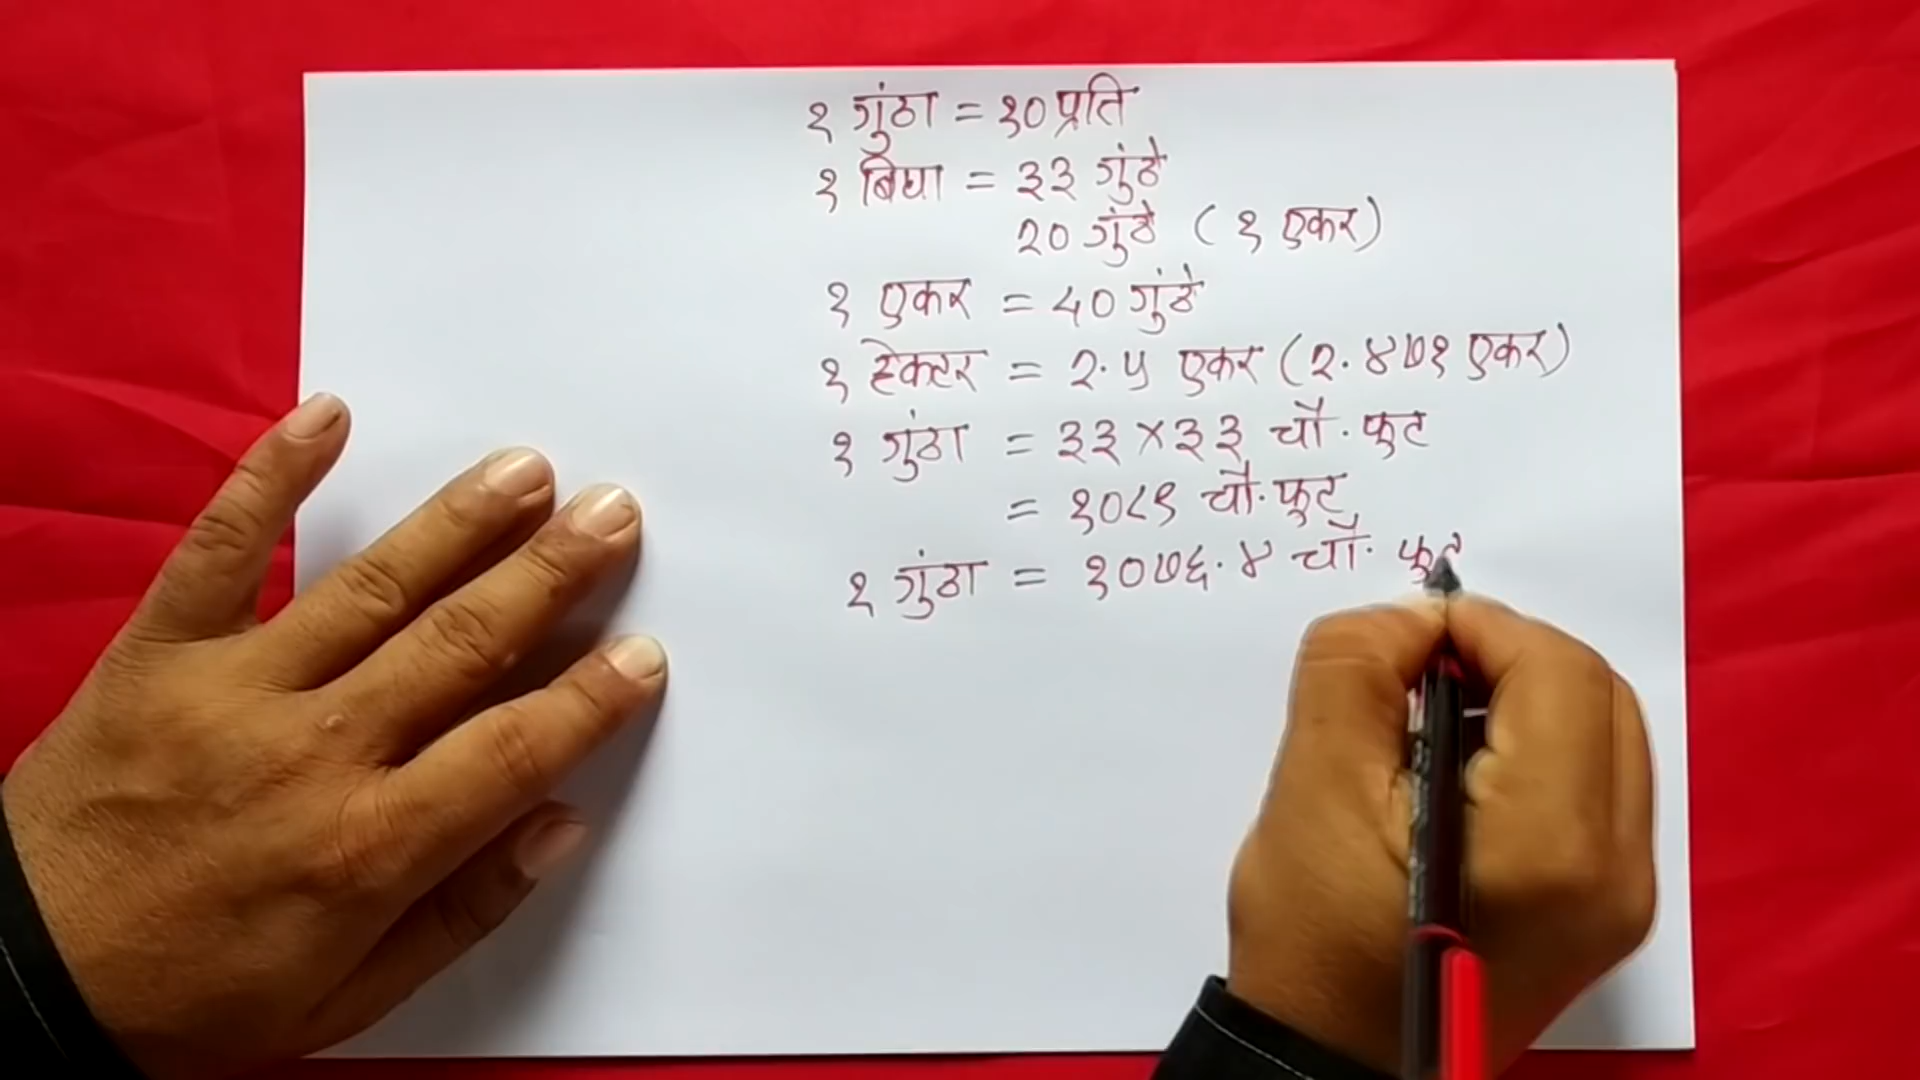 १ गुंठा = १० प्रति
१ बिघा = ३३ गुंठे
२० गुंठे ( १ एकर)
१ एकर = ४० गुंठे
१ हेक्टर = २.५ एकर (२.४७१ एकर)
१ गुंठा = ३३ × ३३ चौ. फुट
= १०८९ चौ. फुट
१ गुंठा = १०७६.४ चौ. फुट